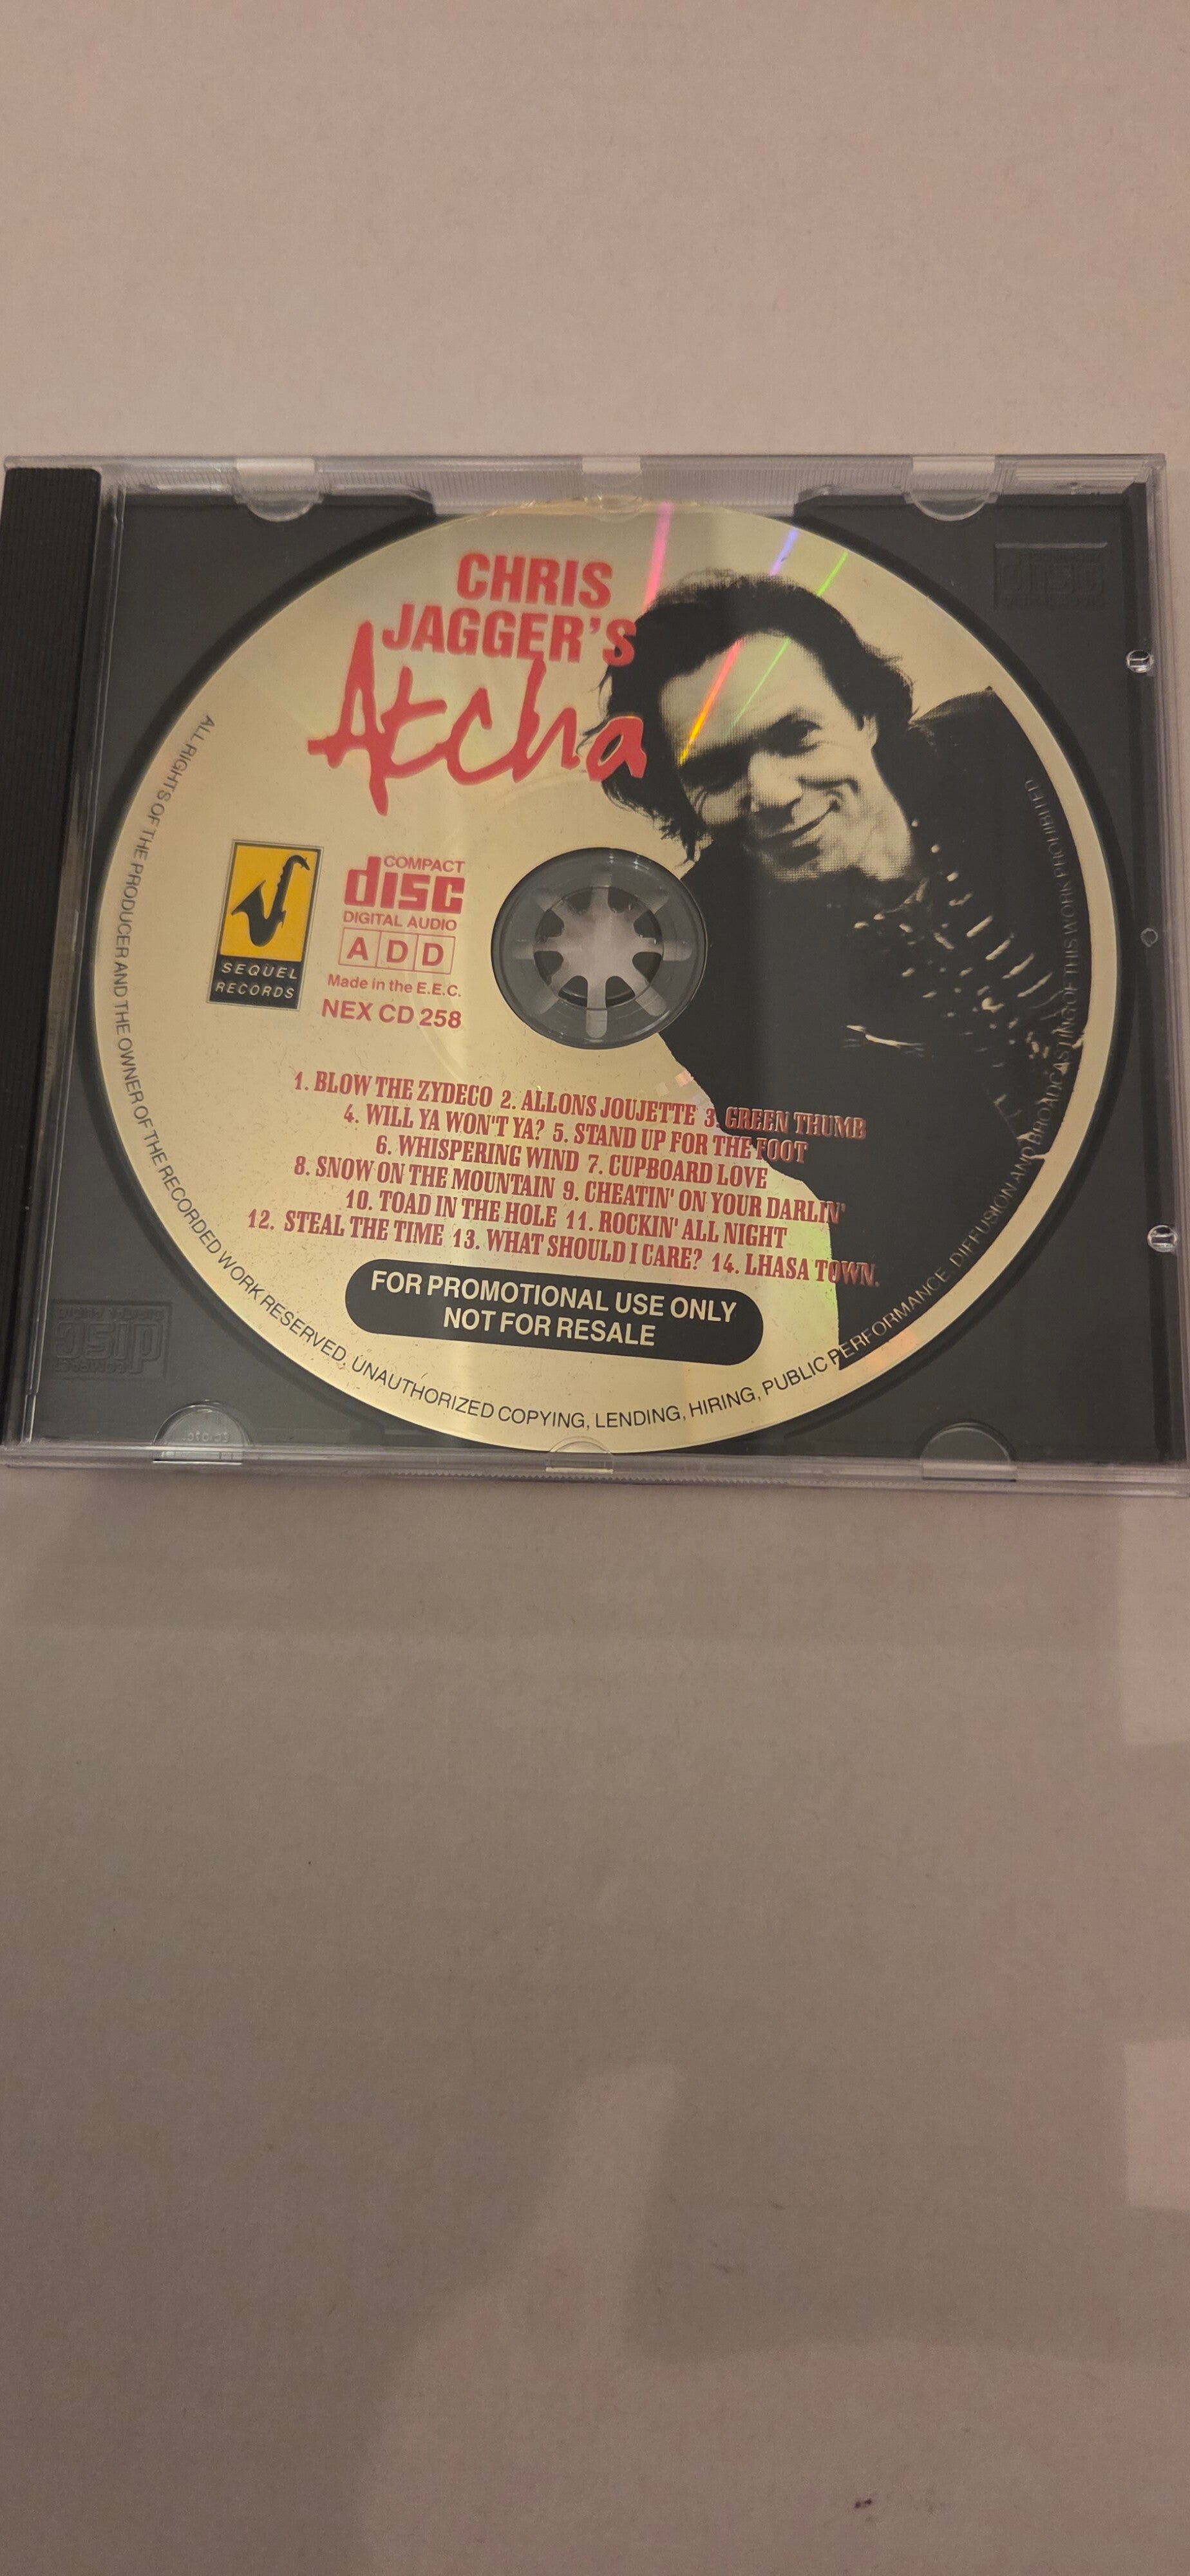 CHRIS
JAGGER'S
Atcha
SEQUEL
RECORDS
COMPACT
disc
DIGITAL AUDIO
A D D
Made in the E.E.C.
NEX CD 258
1. BLOW THE ZYDECO 2. ALLONS JOUJETTE 3. GREEN THUMB
4. WILL YA WON'T YA? 5. STAND UP FOR THE FOOT
6. WHISPERING WIND 7. CUPBOARD LOVE
8. SNOW ON THE MOUNTAIN 9. CHEATIN' ON YOUR DARLIN'
10. TOAD IN THE HOLE 11. ROCKIN' ALL NIGHT
12. STEAL THE TIME 13. WHAT SHOULD I CARE? 14. LHASA TOWN.
FOR PROMOTIONAL USE ONLY
NOT FOR RESALE
ALL RIGHTS OF THE PRODUCER AND THE OWNER OF THE RECORDED WORK RESERVED. UNAUTHORIZED COPYING, LENDING, HIRING, PUBLIC PERFORMANCE, DIFFUSION AND BROADCASTING OF THIS WORK PROHIBITED
disc
disc